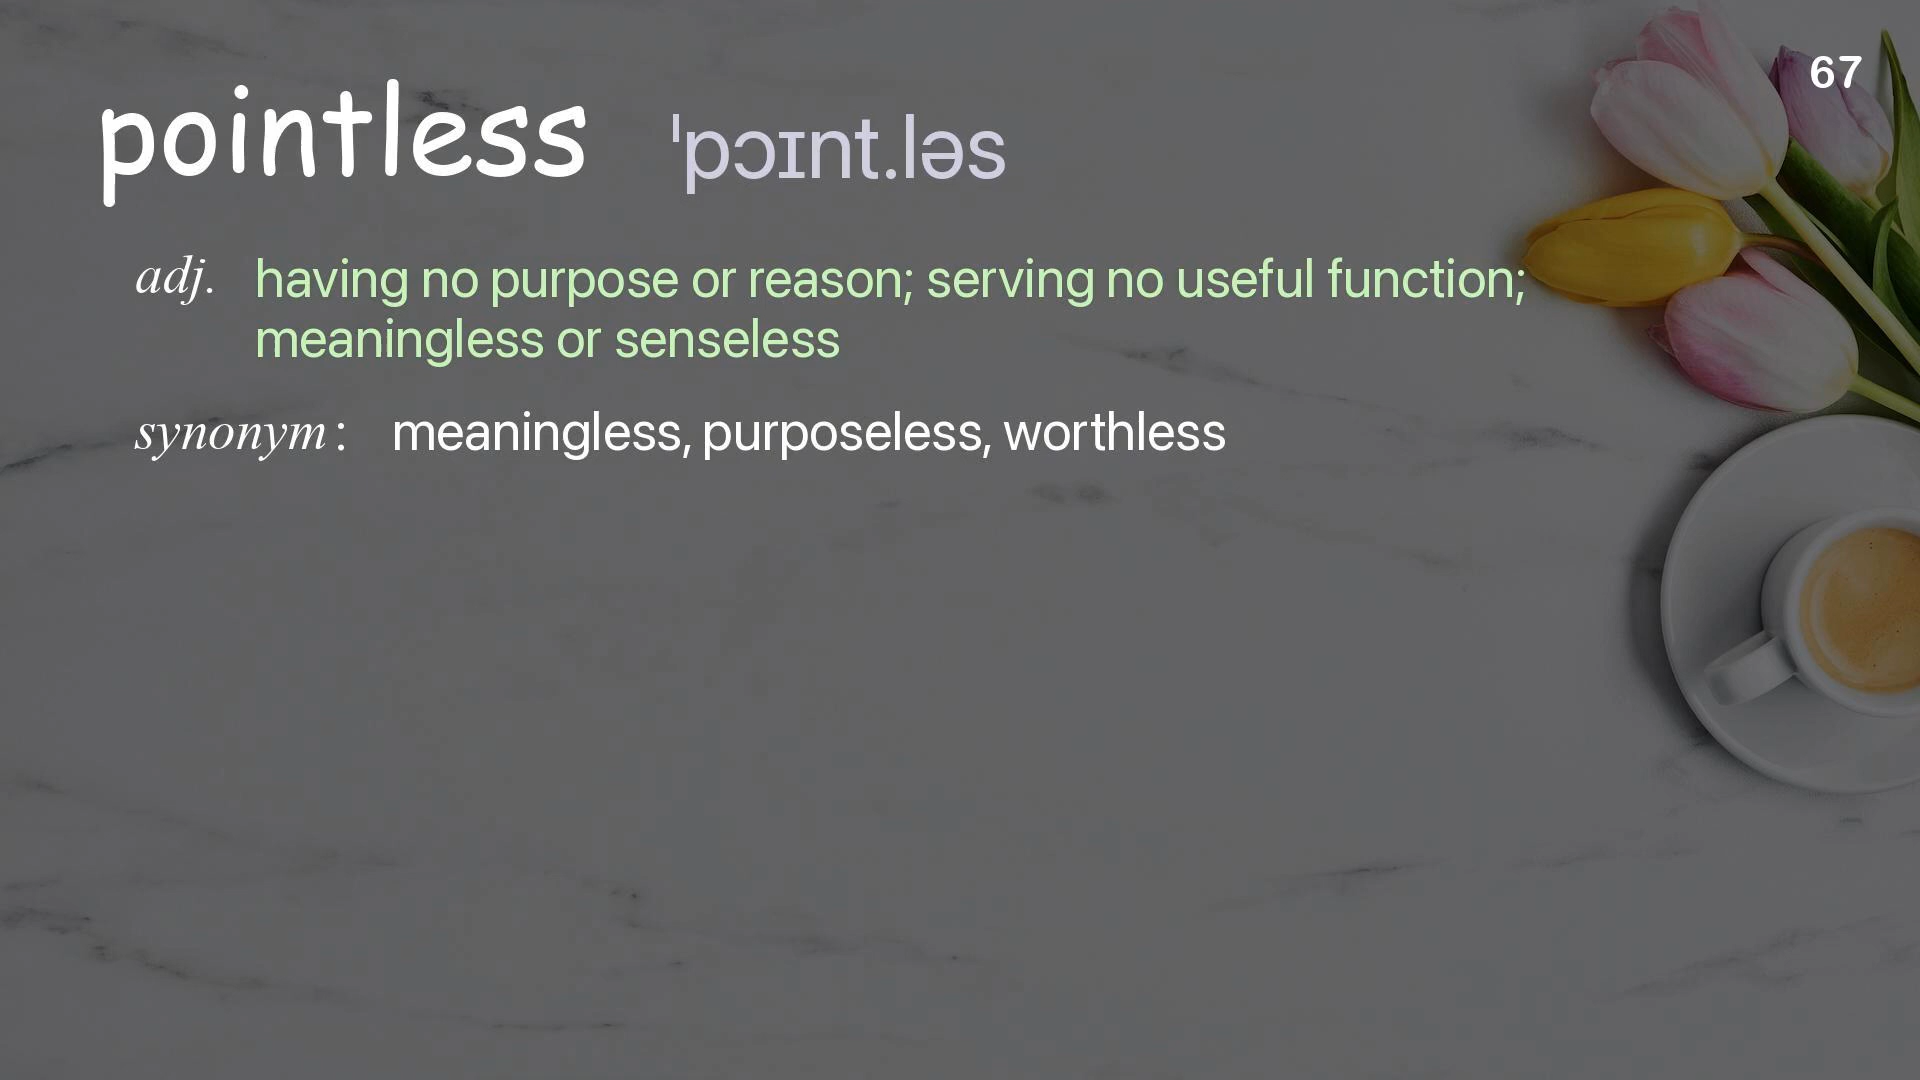 67
pointless ˈpɔɪnt.ləs
adj. having no purpose or reason; serving no useful function;
meaningless or senseless
synonym : meaningless, purposeless, worthless